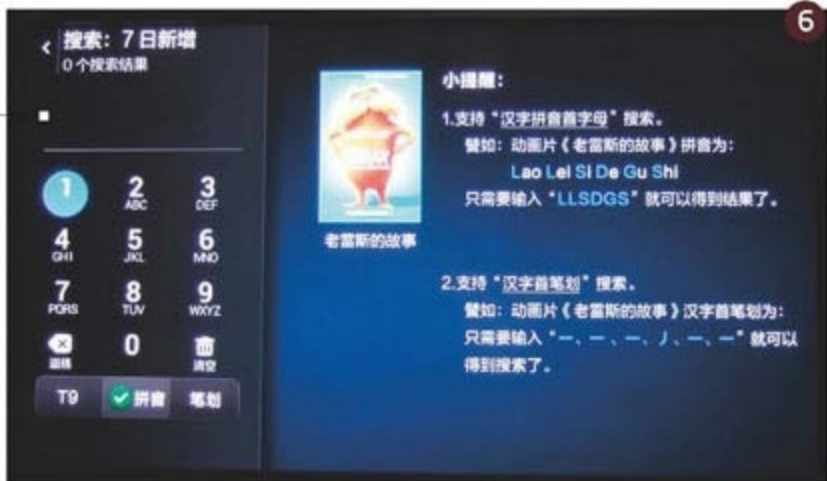 6
搜索：7日新增
0个搜索结果
1
2
ABC
3
DEF
4
GHI
5
JKL
6
MNO
7
PQRS
8
TUV
9
WXYZ
退格
0
清空
T9
拼音
笔划
老雷斯的故事
小提醒：
1.支持“汉字拼音首字母”搜索。
譬如：动画片《老雷斯的故事》拼音为：
Lao Lei Si De Gu Shi
只需要输入“LLSDGS”就可以得到结果了。
2.支持“汉字首笔划”搜索。
譬如：动画片《老雷斯的故事》汉字首笔划为：
只需要输入“一、一、一、丿、一、一”就可以
得到搜索了。